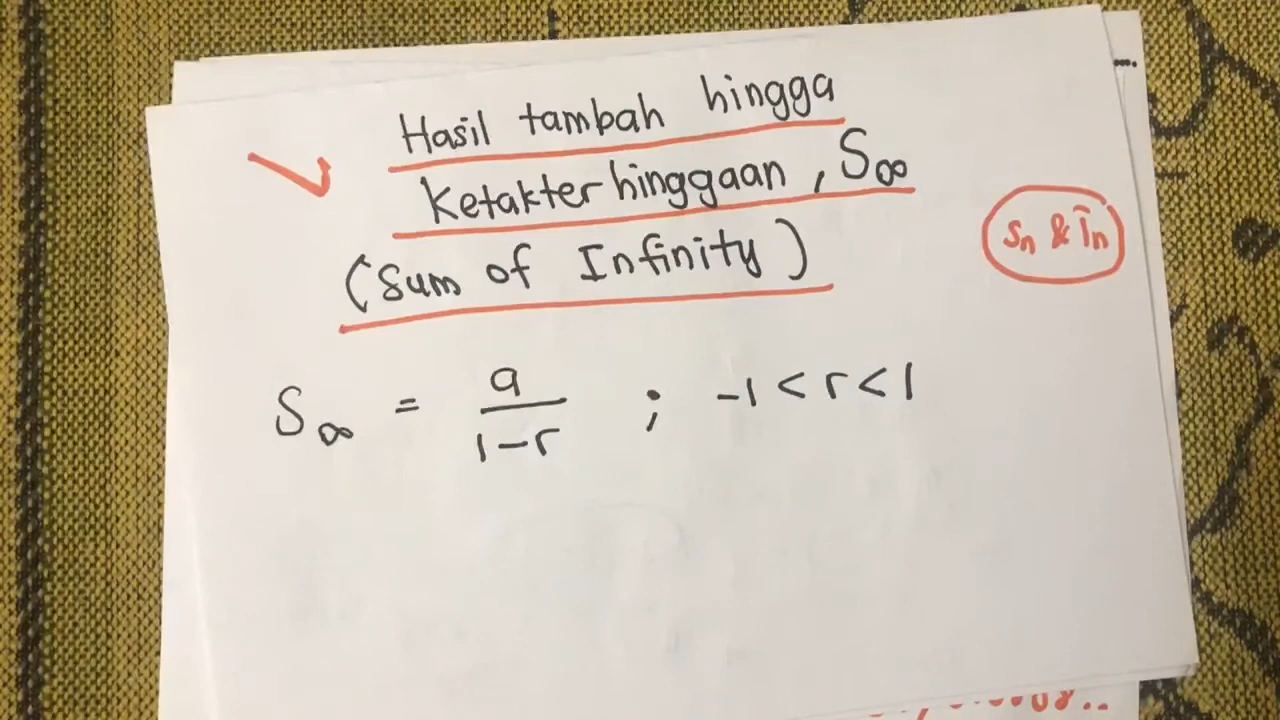 Hasil tambah hingga
Ketakterhinggaan, S∞
(Sum of Infinity)
Sn & Tn
S∞ = a/1-r ; -1 < r < 1